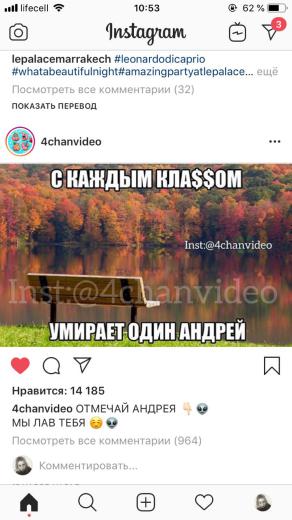 lifecell 10:53 62 %
Instagram 3
lepalacemarrakech #leonardodicaprio
#whatabeautifulnight#amazingpartyatlepalace... ещё
Посмотреть все комментарии (32)
ПОКАЗАТЬ ПЕРЕВОД
4chanvideo
С КАЖДЫМ КЛА$$ОМ
Inst:@4chanvideo
Inst:@4chanvideo
УМИРАЕТ ОДИН АНДРЕЙ
Нравится: 14 185
4chanvideo ОТМЕЧАЙ АНДРЕЯ 👇🏻 👽
МЫ ЛАВ ТЕБЯ ☺️ 👽
Посмотреть все комментарии (964)
Комментировать...